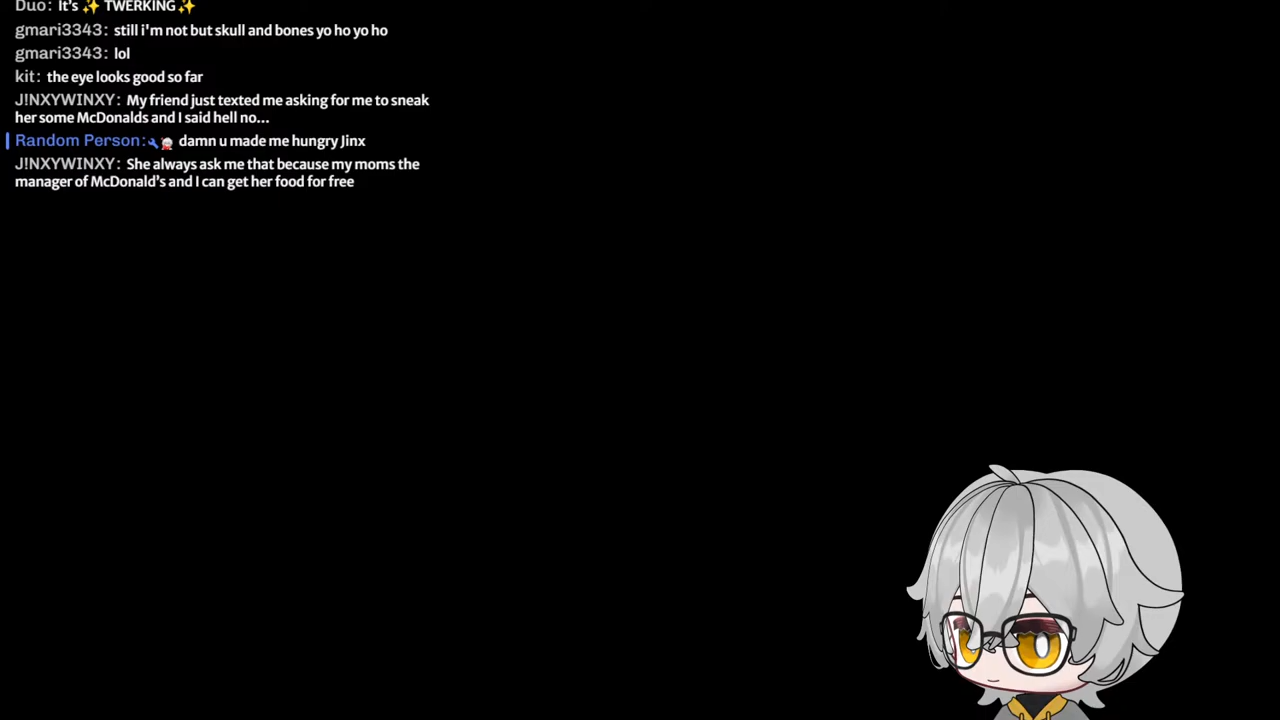 Duo: It's ✨ TWERKING ✨
gmari3343: still i'm not but skull and bones yo ho yo ho
gmari3343: lol
kit: the eye looks good so far
J!NXYWINXY: My friend just texted me asking for me to sneak
her some McDonalds and I said hell no...
Random Person: damn u made me hungry Jinx
J!NXYWINXY: She always ask me that because my moms the
manager of McDonald's and I can get her food for free